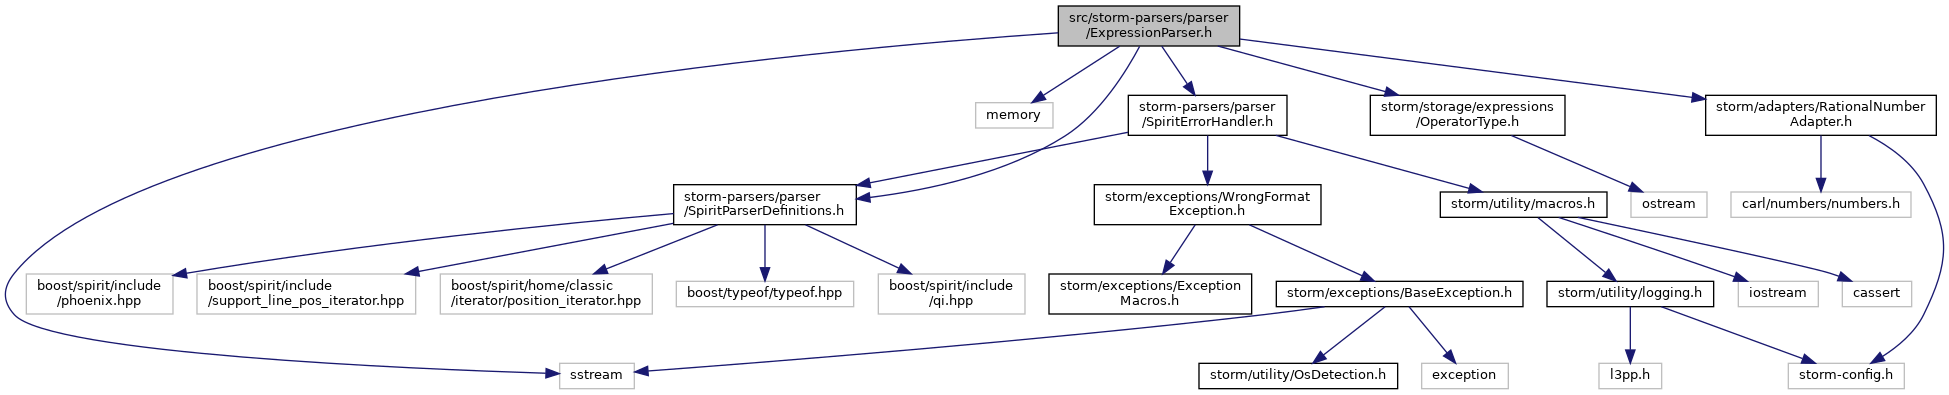 src/storm-parsers/parser
/ExpressionParser.h
memory
storm-parsers/parser
/SpiritErrorHandler.h
storm/storage/expressions
/OperatorType.h
storm/adapters/RationalNumber
Adapter.h
storm-parsers/parser
/SpiritParserDefinitions.h
storm/exceptions/WrongFormat
Exception.h
storm/utility/macros.h
ostream
carl/numbers/numbers.h
boost/spirit/include
/phoenix.hpp
boost/spirit/include
/support_line_pos_iterator.hpp
boost/spirit/home/classic
/iterator/position_iterator.hpp
boost/typeof/typeof.hpp
boost/spirit/include
/qi.hpp
storm/exceptions/Exception
Macros.h
storm/exceptions/BaseException.h
storm/utility/logging.h
iostream
cassert
sstream
storm/utility/OsDetection.h
exception
l3pp.h
storm-config.h